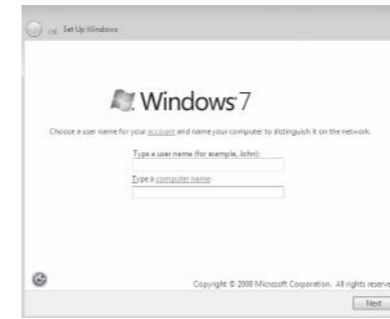 Set Up Windows
Windows 7
Choose a user name for your account and name your computer to distinguish it on the network.
Type a user name (for example, John):
Type a computer name:
Copyright © 2008 Microsoft Corporation. All rights reserve
Next